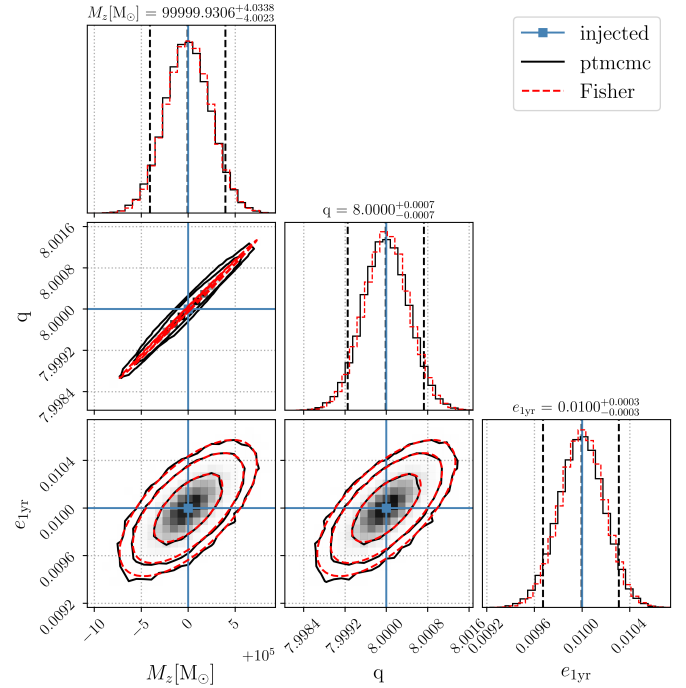 M_z[M_⊙] = 99999.9306^{+4.0338}_{−4.0023}
injected
ptmcmc
Fisher
q = 8.0000^{+0.0007}_{−0.0007}
8.0016
8.0008
8.0000
7.9992
7.9984
q
e_{1yr} = 0.0100^{+0.0003}_{−0.0003}
0.0104
0.0100
0.0096
0.0092
e_{1yr}
−10 −5 0 5
+10^5
M_z[M_⊙]
7.9984 7.9992 8.0000 8.0008 8.0016
q
0.0092 0.0096 0.0100 0.0104
e_{1yr}